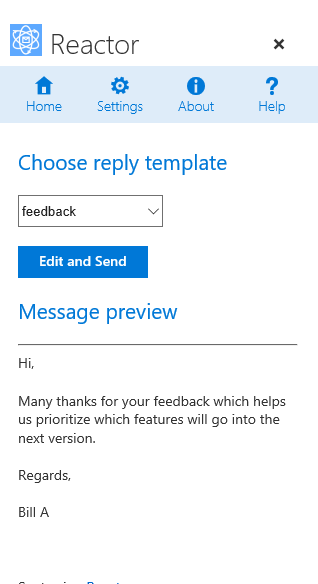 Reactor
Home Settings About Help
Choose reply template
feedback
Edit and Send
Message preview
Hi,
Many thanks for your feedback which helps
us prioritize which features will go into the
next version.
Regards,
Bill A